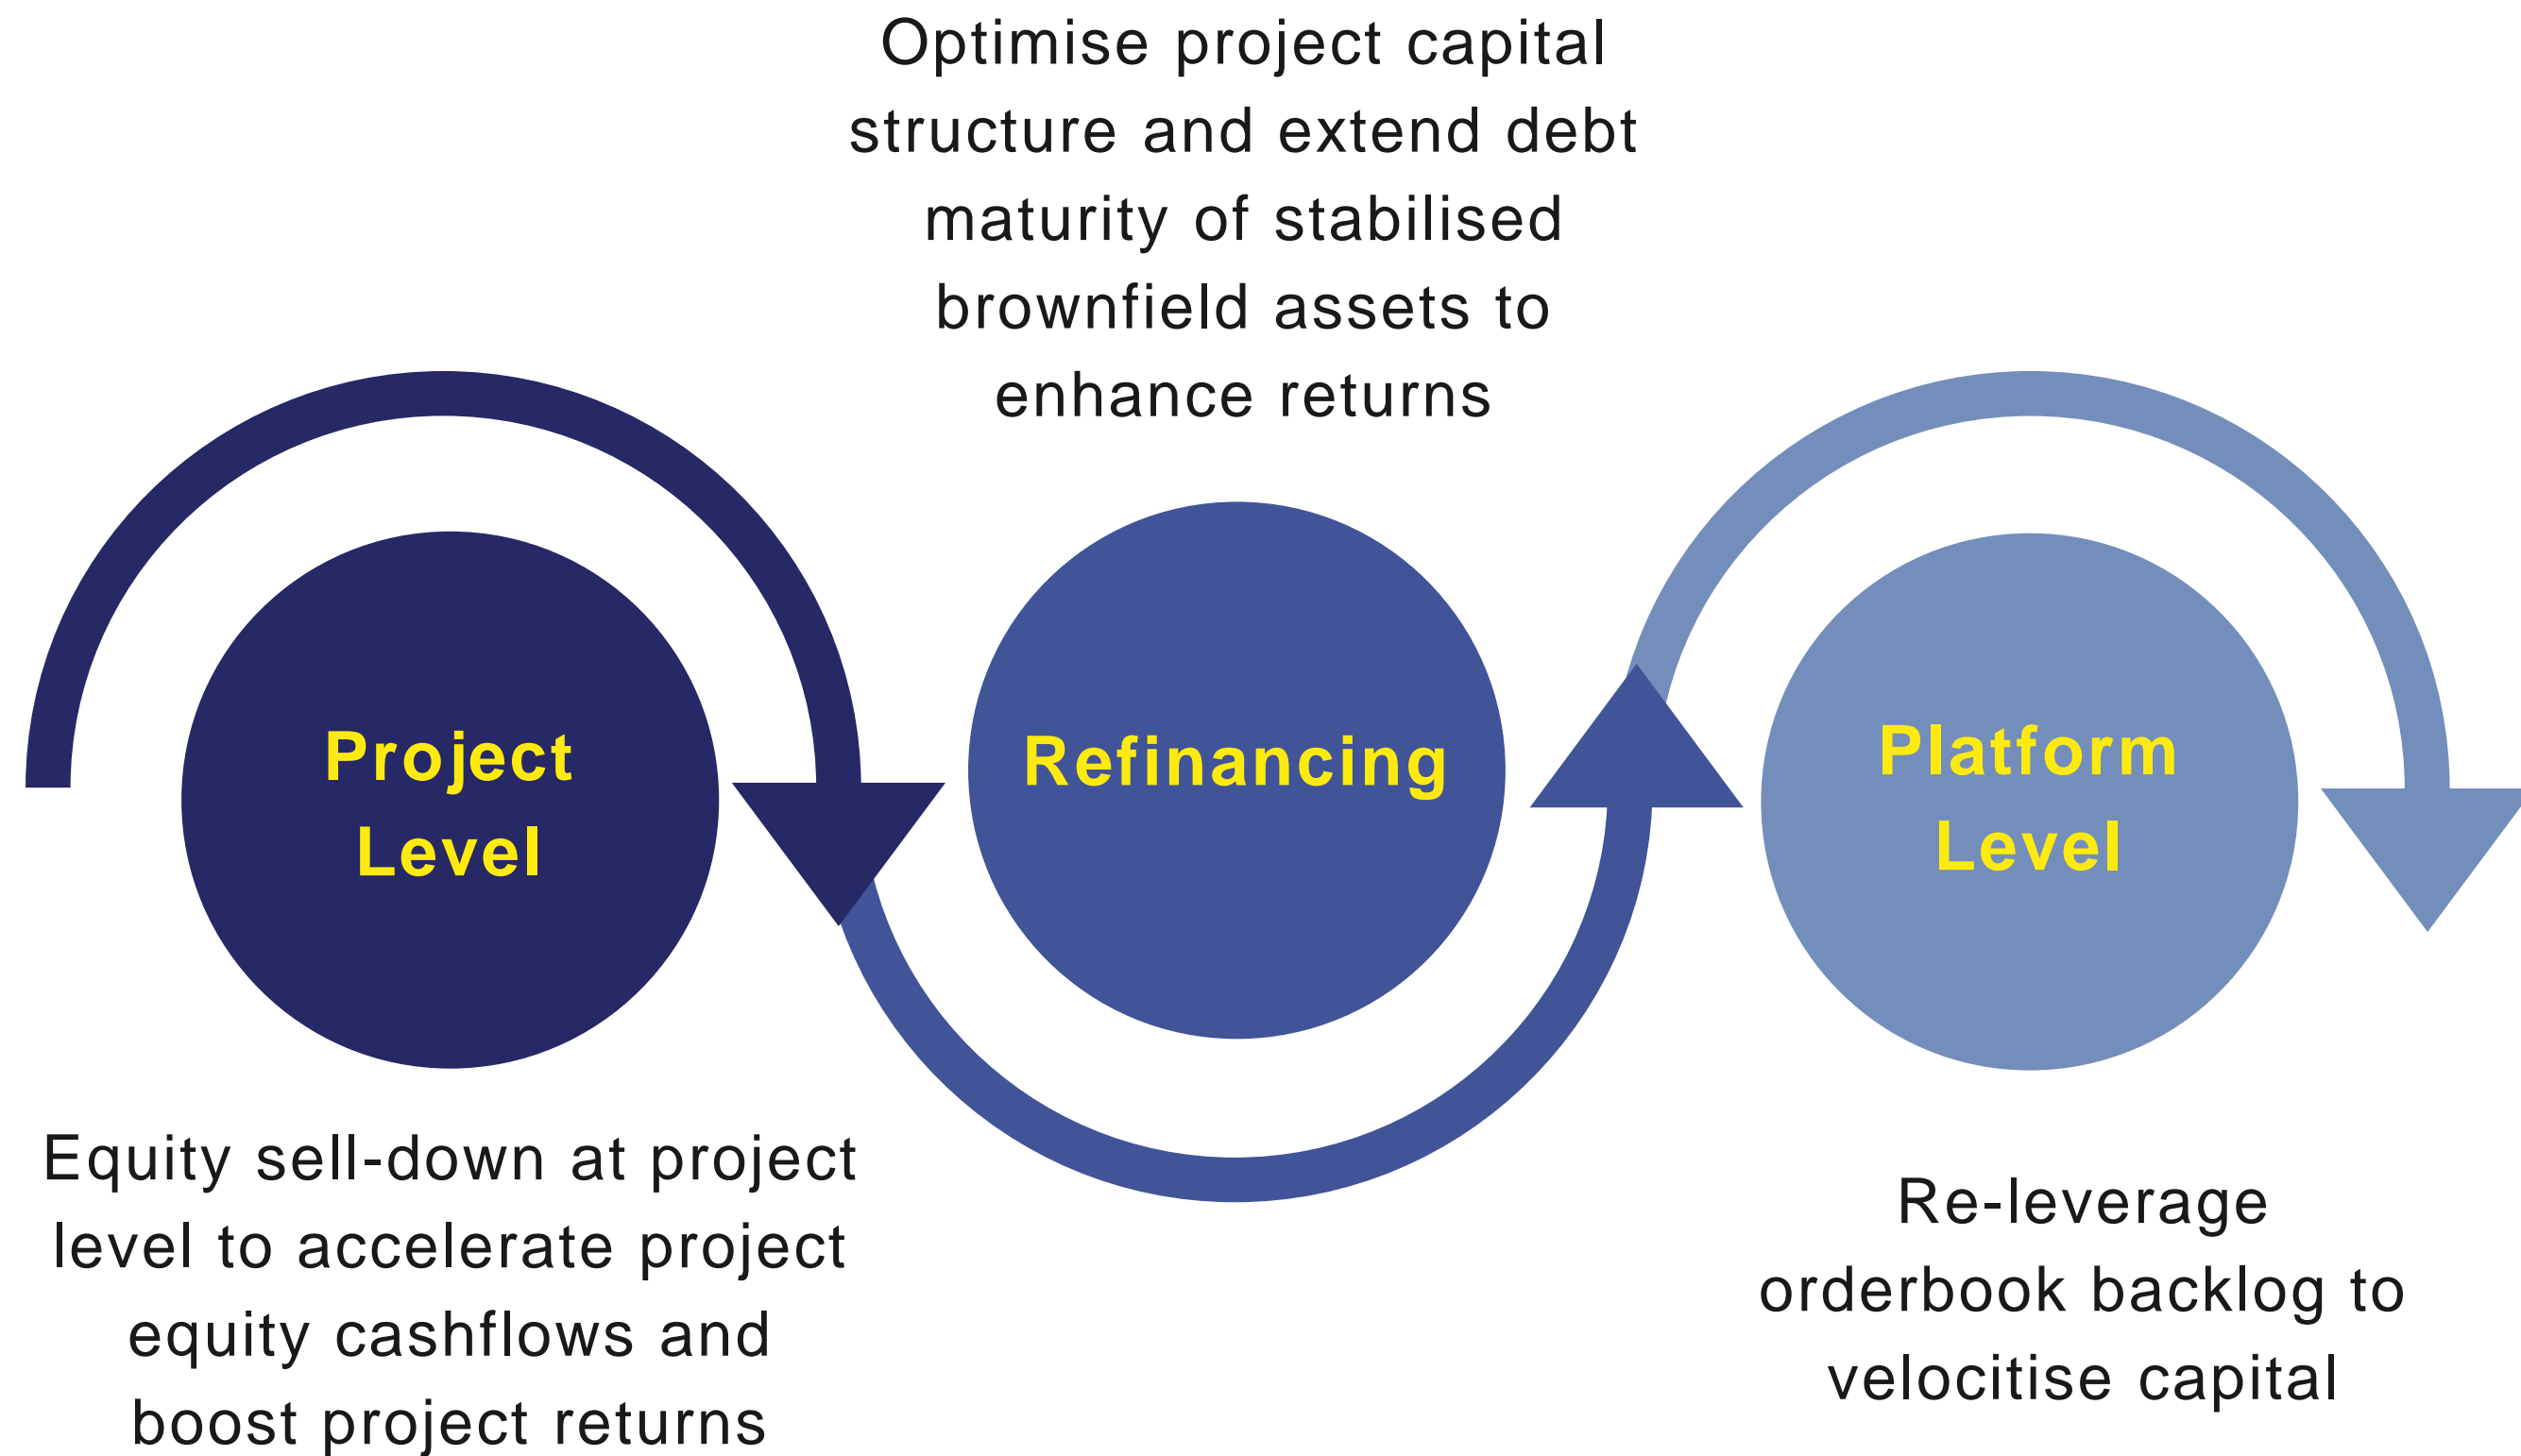 Optimise project capital
structure and extend debt
maturity of stabilised
brownfield assets to
enhance returns
Project
Level
Refinancing
Platform
Level
Equity sell-down at project
level to accelerate project
equity cashflows and
boost project returns
Re-leverage
orderbook backlog to
velocitise capital